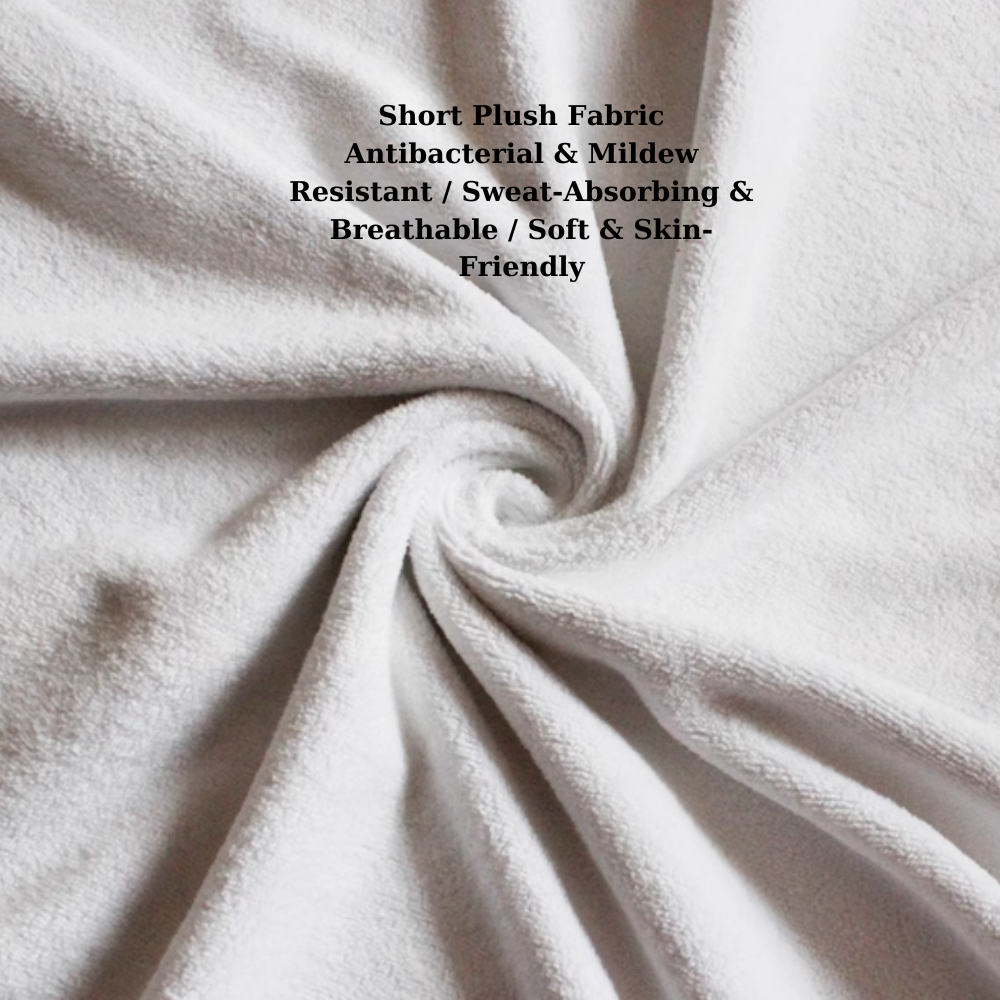 Short Plush Fabric
Antibacterial & Mildew
Resistant / Sweat-Absorbing &
Breathable / Soft & Skin-
Friendly